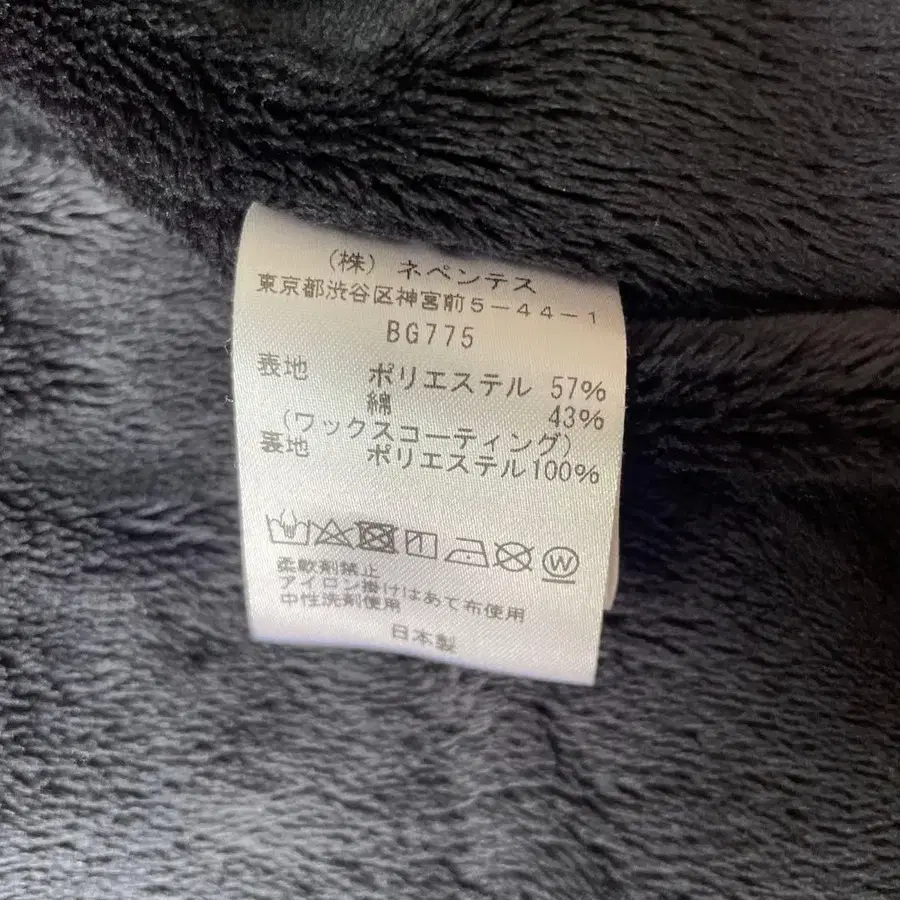 (株) ネペンテス
東京都渋谷区神宮前5-44-1
BG775
表地 ポリエステル 57%
綿 43%
(ワックスコーティング)
裏地 ポリエステル100%
W
柔軟剤禁止
アイロン掛けはあて布使用
中性洗剤使用
日本製